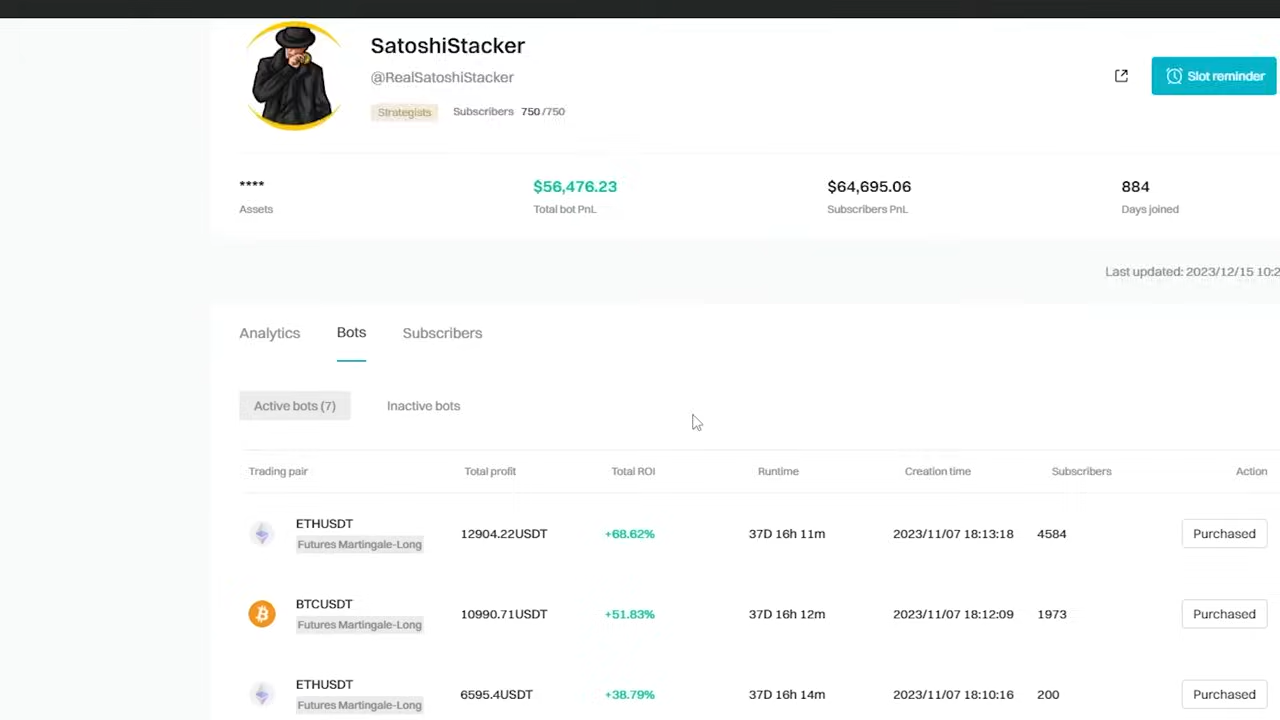 SatoshiStacker
@RealSatoshiStacker
Strategists Subscribers 750/750
Slot reminder
**** $56,476.23 $64,695.06 884
Assets Total bot PnL Subscribers PnL Days joined
Last updated: 2023/12/15 10:2
Analytics Bots Subscribers
Active bots (7) Inactive bots
Trading pair Total profit Total ROI Runtime Creation time Subscribers Action
ETHUSDT
Futures Martingale-Long
12904.22USDT +68.62% 37D 16h 11m 2023/11/07 18:13:18 4584 Purchased
BTCUSDT
Futures Martingale-Long
10990.71USDT +51.83% 37D 16h 12m 2023/11/07 18:12:09 1973 Purchased
ETHUSDT
Futures Martingale-Long
6595.4USDT +38.79% 37D 16h 14m 2023/11/07 18:10:16 200 Purchased